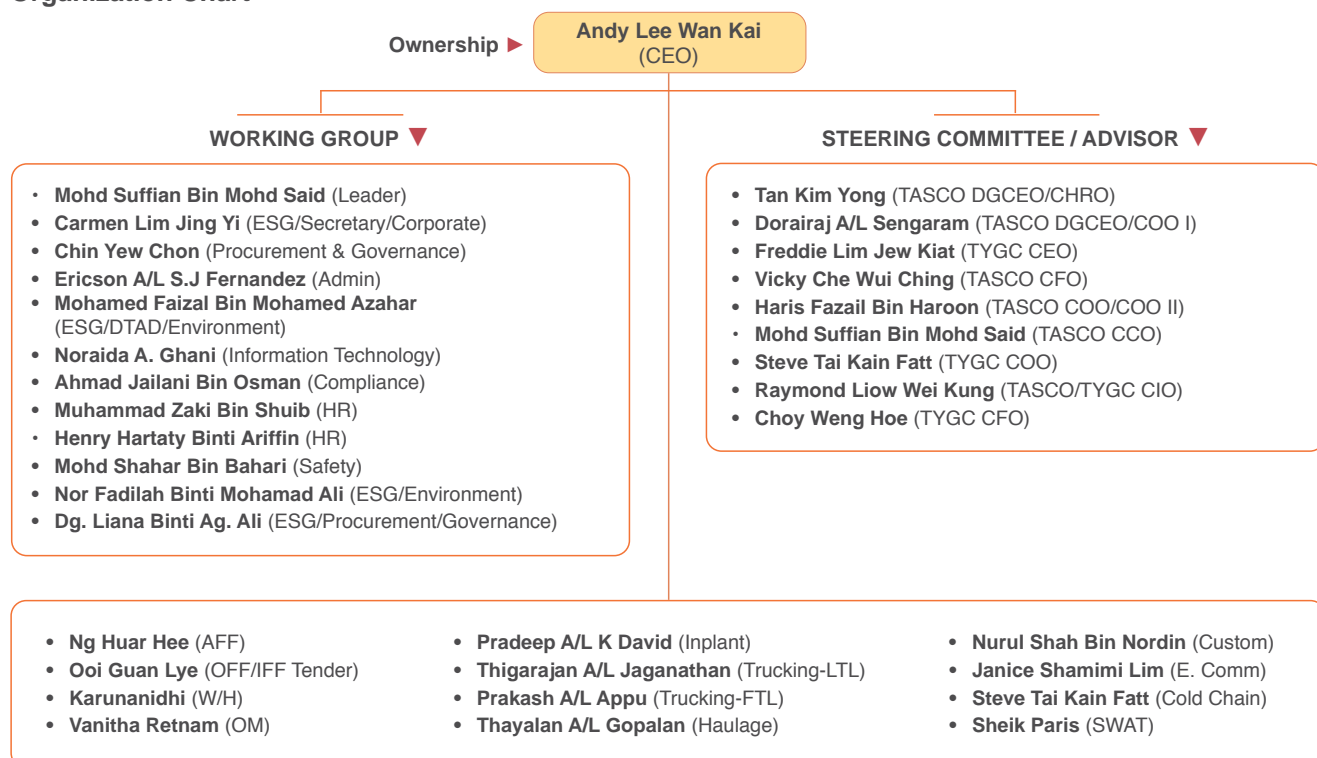 Ownership ►
Andy Lee Wan Kai
(CEO)
WORKING GROUP ▼
• Mohd Suffian Bin Mohd Said (Leader)
• Carmen Lim Jing Yi (ESG/Secretary/Corporate)
• Chin Yew Chon (Procurement & Governance)
• Ericson A/L S.J Fernandez (Admin)
• Mohamed Faizal Bin Mohamed Azahar
(ESG/DTAD/Environment)
• Noraida A. Ghani (Information Technology)
• Ahmad Jailani Bin Osman (Compliance)
• Muhammad Zaki Bin Shuib (HR)
• Henry Hartaty Binti Ariffin (HR)
• Mohd Shahar Bin Bahari (Safety)
• Nor Fadilah Binti Mohamad Ali (ESG/Environment)
• Dg. Liana Binti Ag. Ali (ESG/Procurement/Governance)
STEERING COMMITTEE / ADVISOR ▼
• Tan Kim Yong (TASCO DGCEO/CHRO)
• Dorairaj A/L Sengaram (TASCO DGCEO/COO I)
• Freddie Lim Jew Kiat (TYGC CEO)
• Vicky Che Wui Ching (TASCO CFO)
• Haris Fazail Bin Haroon (TASCO COO/COO II)
• Mohd Suffian Bin Mohd Said (TASCO CCO)
• Steve Tai Kain Fatt (TYGC COO)
• Raymond Liow Wei Kung (TASCO/TYGC CIO)
• Choy Weng Hoe (TYGC CFO)
• Ng Huar Hee (AFF)
• Ooi Guan Lye (OFF/IFF Tender)
• Karunanidhi (W/H)
• Vanitha Retnam (OM)
• Pradeep A/L K David (Inplant)
• Thigarajan A/L Jaganathan (Trucking-LTL)
• Prakash A/L Appu (Trucking-FTL)
• Thayalan A/L Gopalan (Haulage)
• Nurul Shah Bin Nordin (Custom)
• Janice Shamimi Lim (E. Comm)
• Steve Tai Kain Fatt (Cold Chain)
• Sheik Paris (SWAT)